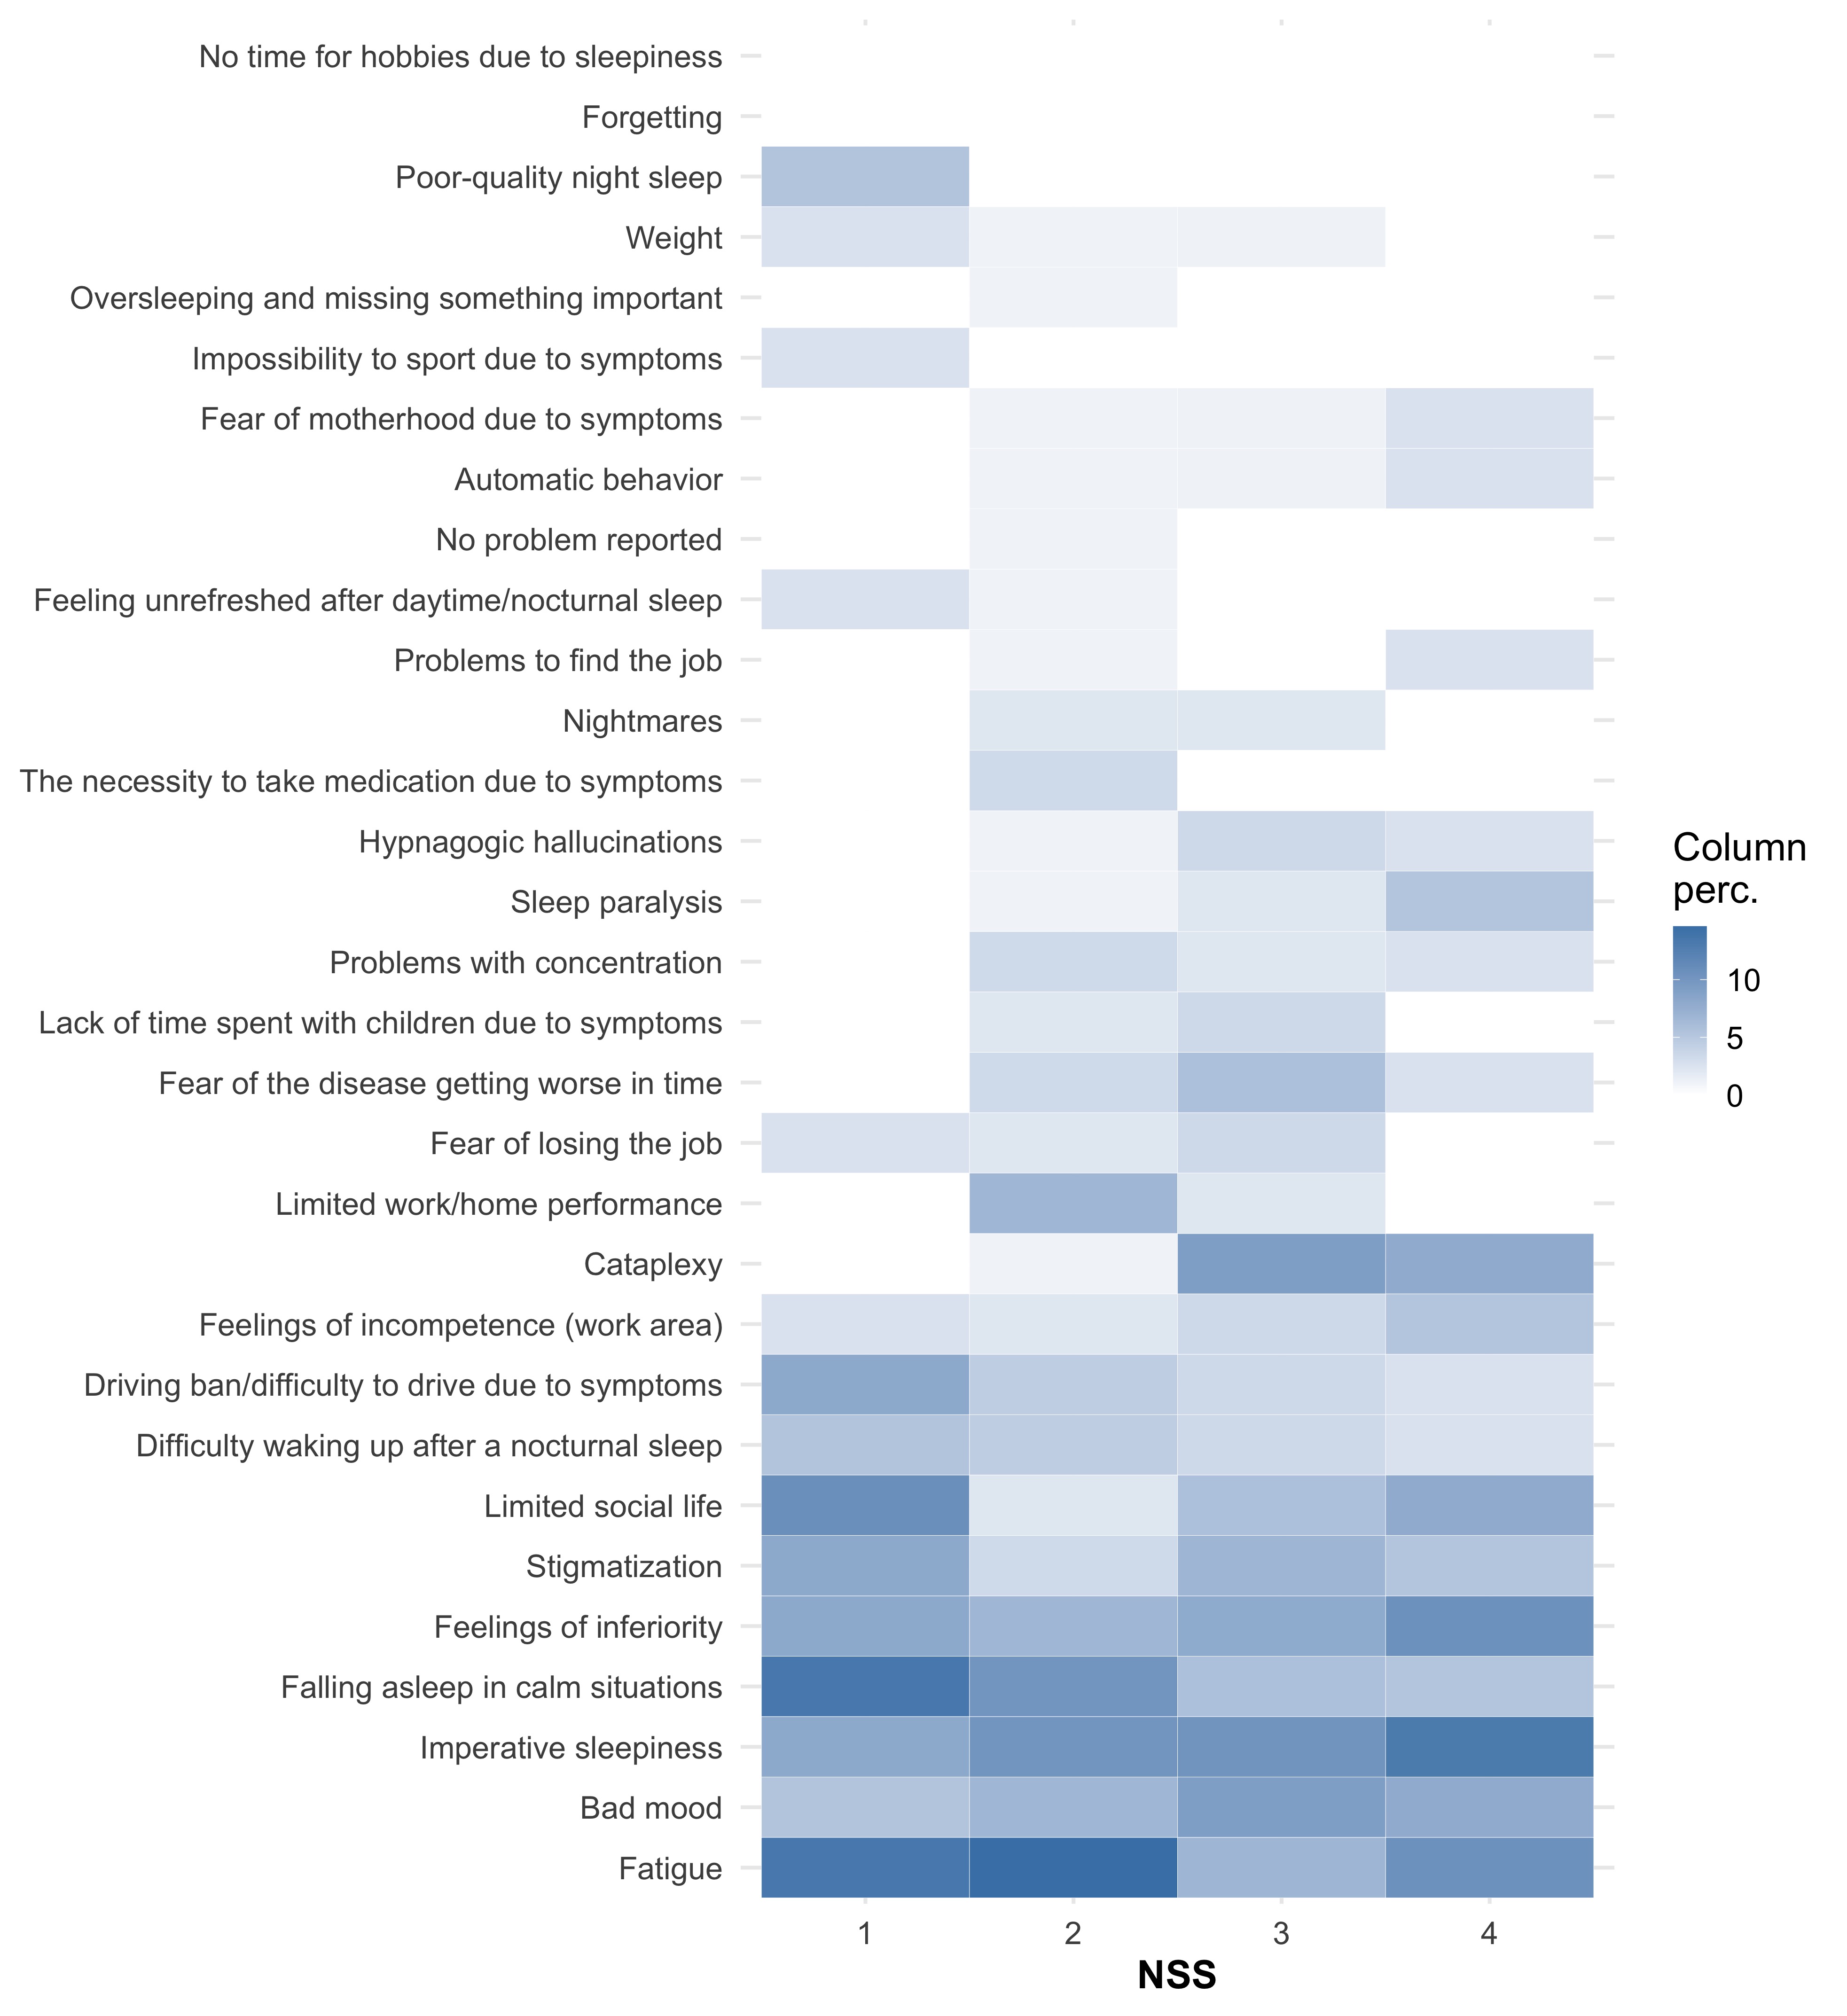 No time for hobbies due to sleepiness
Forgetting
Poor-quality night sleep
Weight
Oversleeping and missing something important
Impossibility to sport due to symptoms
Fear of motherhood due to symptoms
Automatic behavior
No problem reported
Feeling unrefreshed after daytime/nocturnal sleep
Problems to find the job
Nightmares
The necessity to take medication due to symptoms
Hypnagogic hallucinations
Sleep paralysis
Problems with concentration
Lack of time spent with children due to symptoms
Fear of the disease getting worse in time
Fear of losing the job
Limited work/home performance
Cataplexy
Feelings of incompetence (work area)
Driving ban/difficulty to drive due to symptoms
Difficulty waking up after a nocturnal sleep
Limited social life
Stigmatization
Feelings of inferiority
Falling asleep in calm situations
Imperative sleepiness
Bad mood
Fatigue
1 2 3 4
NSS
Column
perc.
10
5
0